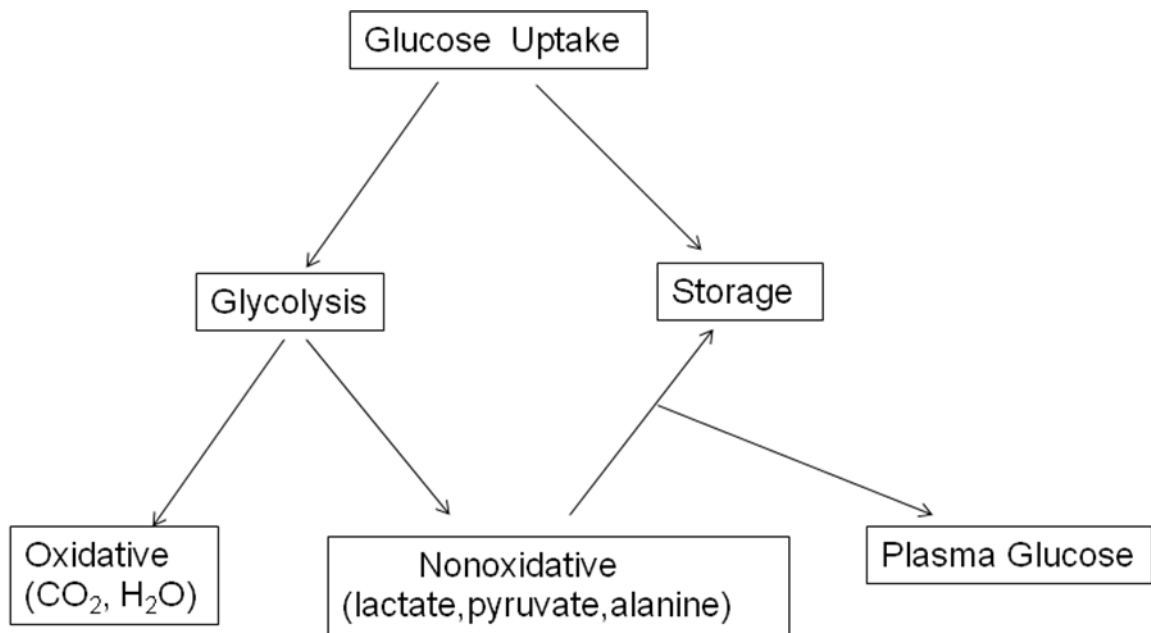 Glucose Uptake
Glycolysis
Storage
Oxidative
(CO₂, H₂O)
Nonoxidative
(lactate,pyruvate,alanine)
Plasma Glucose